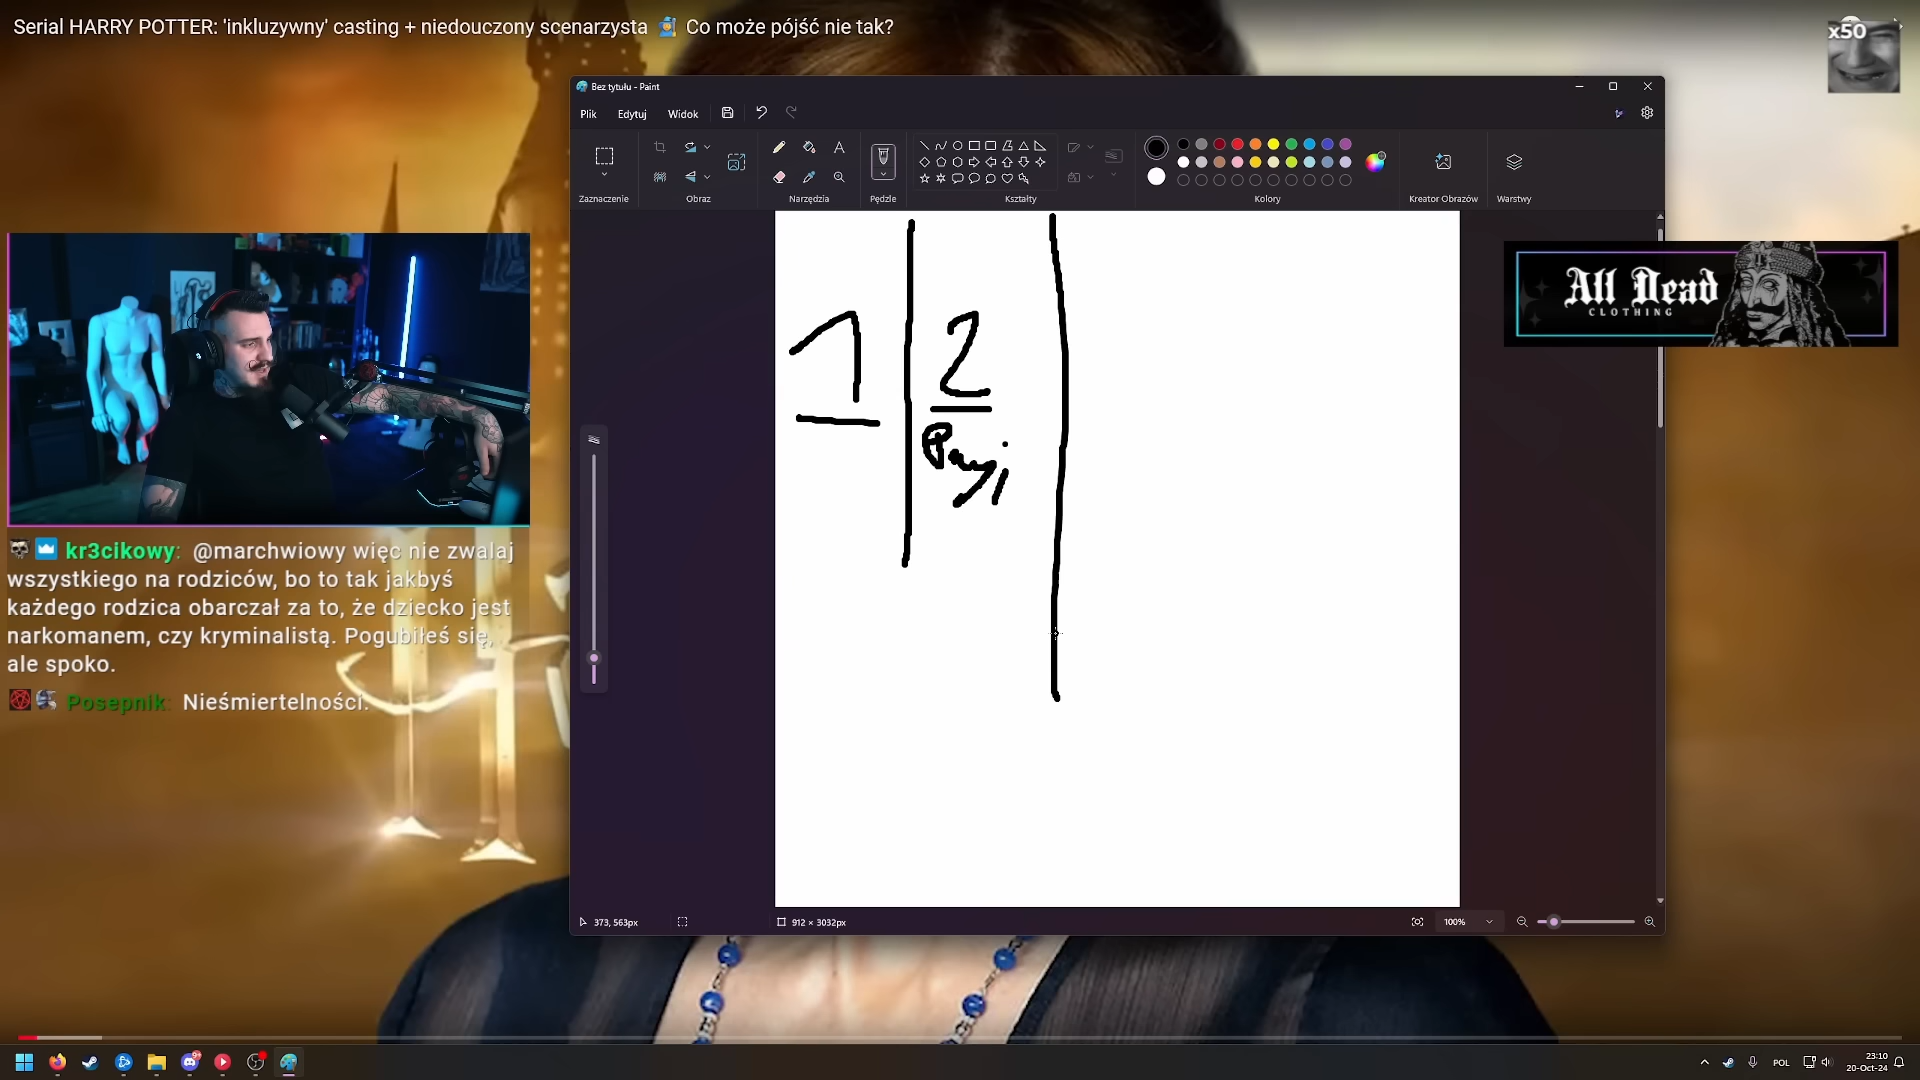 Serial HARRY POTTER: 'inkluzywny' casting + niedouczony scenarzysta 🧙‍♂️ Co może pójść nie tak?
x50
Bez tytułu - Paint
Plik Edytuj Widok
Zaznaczenie Obraz Narzędzia Pędzle Kształty Kolory Kreator Obrazów Warstwy
1 2
All Dead
CLOTHING
666
kr3cikowy: @marchwiowy więc nie zwalaj
wszystkiego na rodziców, bo to tak jakbyś
każdego rodzica obarczał za to, że dziecko jest
narkomanem, czy kryminalistą. Pogubiłeś się,
ale spoko.
Posepnik: Nieśmiertelności.
373, 563px 912 × 3032px 100%
POL 23:10
20-Oct-24